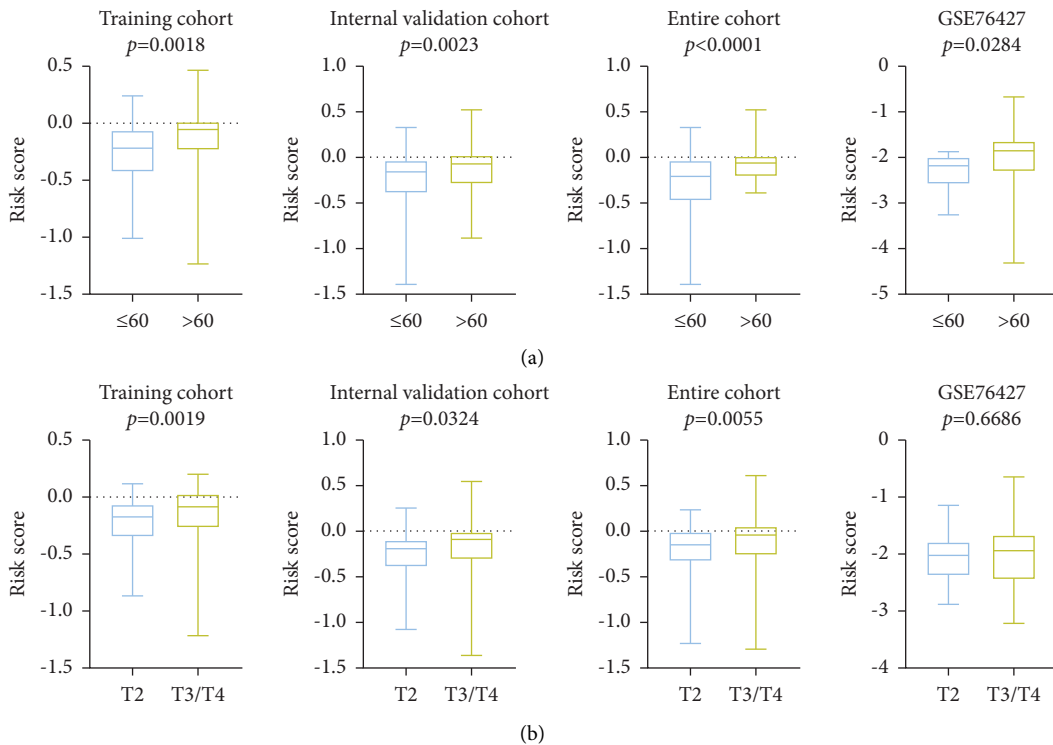 Training cohort
p=0.0018
Internal validation cohort
p=0.0023
Entire cohort
p<0.0001
GSE76427
p=0.0284
Risk score
0.5
0.0
-0.5
-1.0
-1.5
≤60 >60
Risk score
1.0
0.5
0.0
-0.5
-1.0
-1.5
≤60 >60
Risk score
1.0
0.5
0.0
-0.5
-1.0
-1.5
≤60 >60
Risk score
0
-1
-2
-3
-4
-5
≤60 >60
(a)
Training cohort
p=0.0019
Internal validation cohort
p=0.0324
Entire cohort
p=0.0055
GSE76427
p=0.6686
Risk score
0.5
0.0
-0.5
-1.0
-1.5
T2 T3/T4
Risk score
1.0
0.5
0.0
-0.5
-1.0
-1.5
T2 T3/T4
Risk score
1.0
0.5
0.0
-0.5
-1.0
-1.5
T2 T3/T4
Risk score
0
-1
-2
-3
-4
T2 T3/T4
(b)